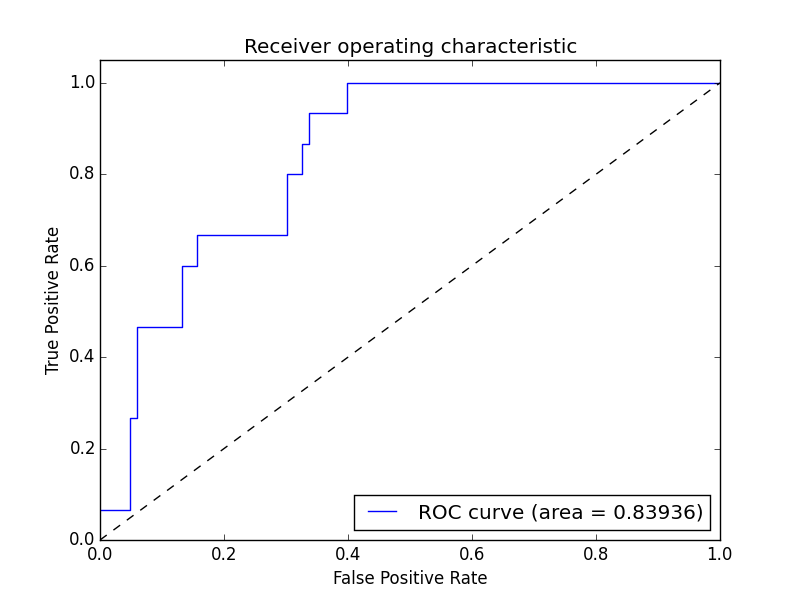 Receiver operating characteristic
1.0
0.8
0.6
0.4
0.2
0.0
True Positive Rate
ROC curve (area = 0.83936)
0.0 0.2 0.4 0.6 0.8 1.0
False Positive Rate